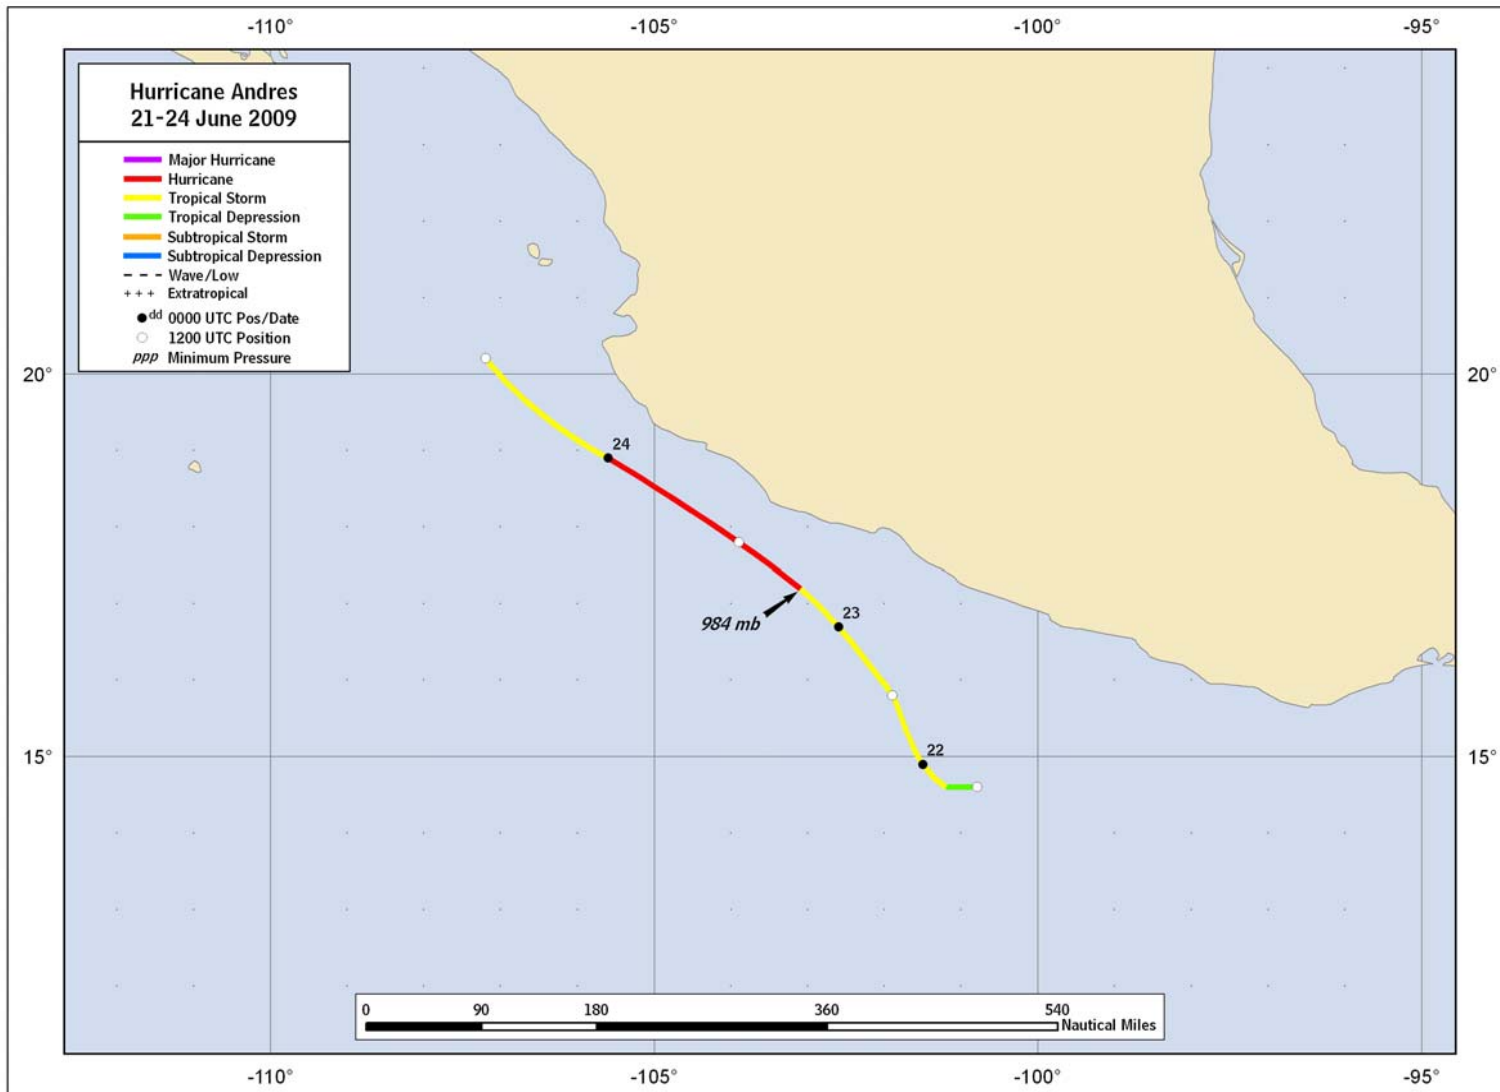 -110° -105° -100° -95°
Hurricane Andres
21-24 June 2009
Major Hurricane
Hurricane
Tropical Storm
Tropical Depression
Subtropical Storm
Subtropical Depression
Wave/Low
+++ Extratropical
dd 0000 UTC Pos/Date
1200 UTC Position
ppp Minimum Pressure
20° 20°
24
23
984 mb
22
15° 15°
0 90 180 360 540
Nautical Miles
-110° -105° -100° -95°